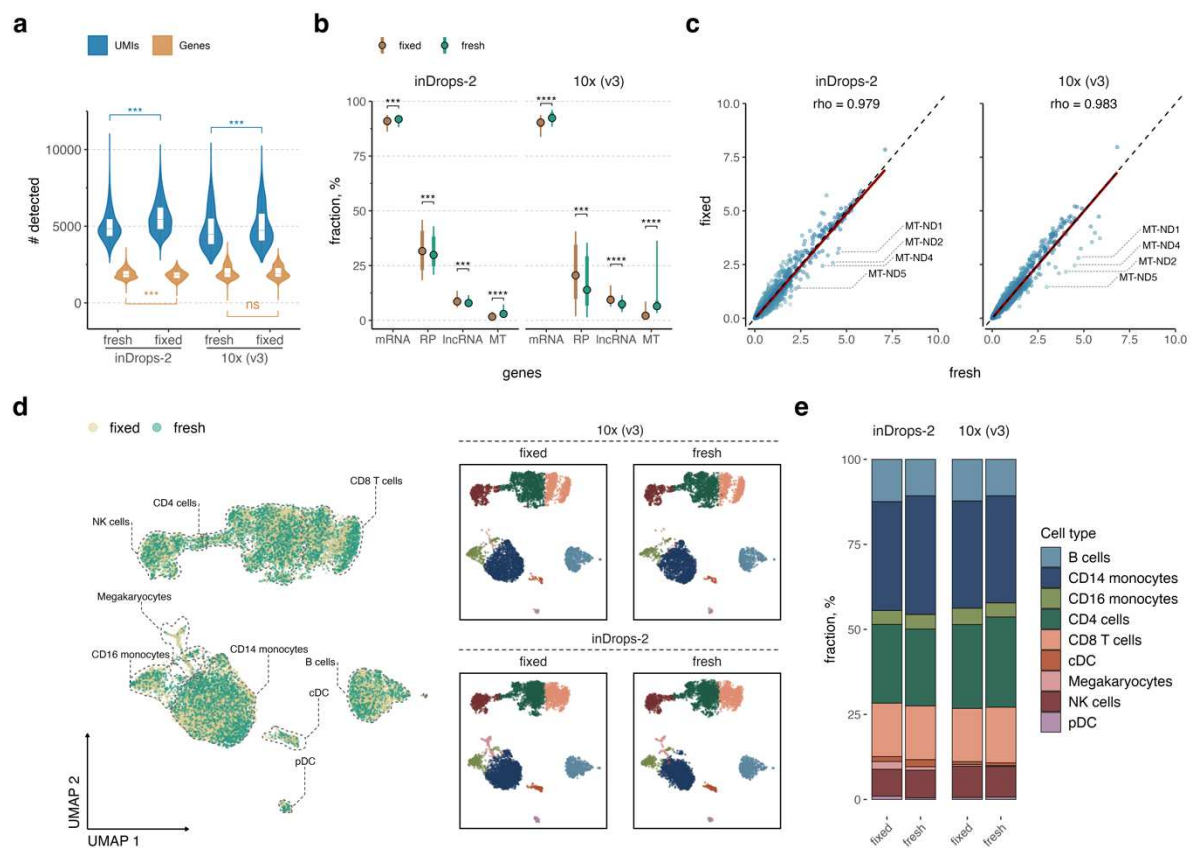 a
UMIs
Genes
***
***
10000
5000
0
# detected
***
ns
fresh
fixed
fresh
fixed
inDrops-2
10x (v3)
b
fixed
fresh
inDrops-2
10x (v3)
100
75
50
25
0
fraction, %
***
***
***
****
****
***
****
****
mRNA
RP
lncRNA
MT
mRNA
RP
lncRNA
MT
genes
c
inDrops-2
10x (v3)
rho = 0.979
rho = 0.983
10.0
7.5
5.0
2.5
0.0
fixed
MT-ND1
MT-ND2
MT-ND4
MT-ND5
MT-ND1
MT-ND4
MT-ND2
MT-ND5
0.0 2.5 5.0 7.5 10.0
0.0 2.5 5.0 7.5 10.0
fresh
d
fixed
fresh
CD8 T cells
CD4 cells
NK cells
Megakaryocytes
CD16 monocytes
CD14 monocytes
B cells
cDC
pDC
UMAP 2
UMAP 1
10x (v3)
fixed
fresh
inDrops-2
fixed
fresh
e
inDrops-2
10x (v3)
100
75
50
25
0
fraction, %
fixed
fresh
fixed
fresh
Cell type
B cells
CD14 monocytes
CD16 monocytes
CD4 cells
CD8 T cells
cDC
Megakaryocytes
NK cells
pDC